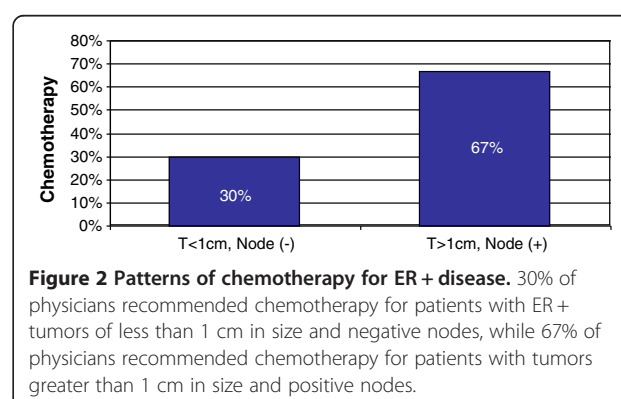 80%
70%
60%
50%
40%
30%
20%
10%
0%
Chemotherapy
30%
67%
T<1cm, Node (-)
T>1cm, Node (+)
Figure 2 Patterns of chemotherapy for ER + disease. 30% of
physicians recommended chemotherapy for patients with ER +
tumors of less than 1 cm in size and negative nodes, while 67% of
physicians recommended chemotherapy for patients with tumors
greater than 1 cm in size and positive nodes.